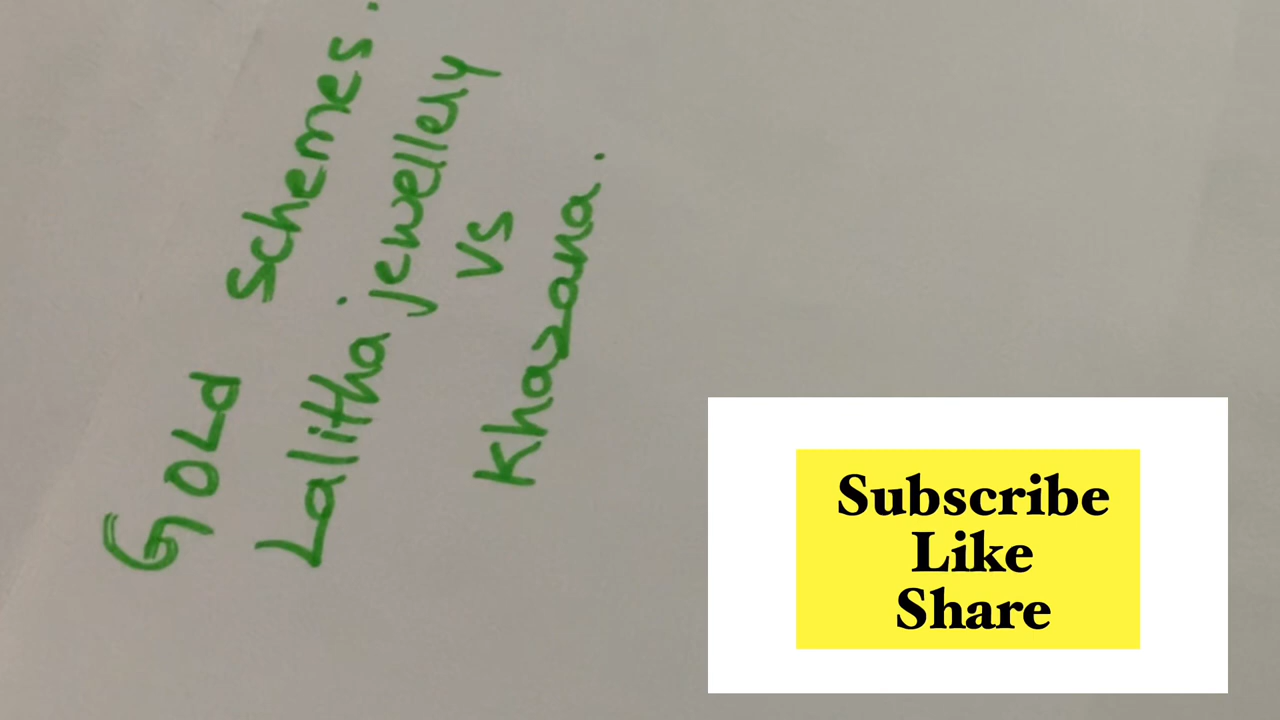 GOLd schemes.
Lalitha jewellery
vs
Khazana.
Subscribe
Like
Share